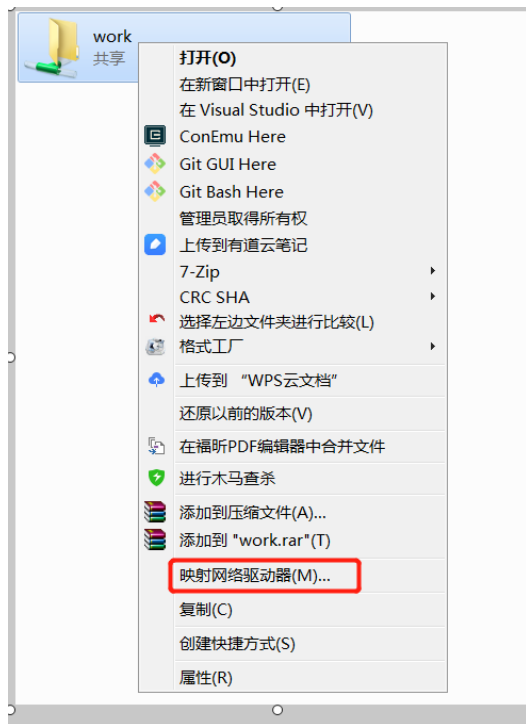 work
共享
打开(O)
在新窗口中打开(E)
在 Visual Studio 中打开(V)
ConEmu Here
Git GUI Here
Git Bash Here
管理员取得所有权
上传到有道云笔记
7-Zip
CRC SHA
选择左边文件夹进行比较(L)
格式工厂
上传到 “WPS云文档”
还原以前的版本(V)
在福昕PDF编辑器中合并文件
进行木马查杀
添加到压缩文件(A)...
添加到 "work.rar"(T)
映射网络驱动器(M)...
复制(C)
创建快捷方式(S)
属性(R)